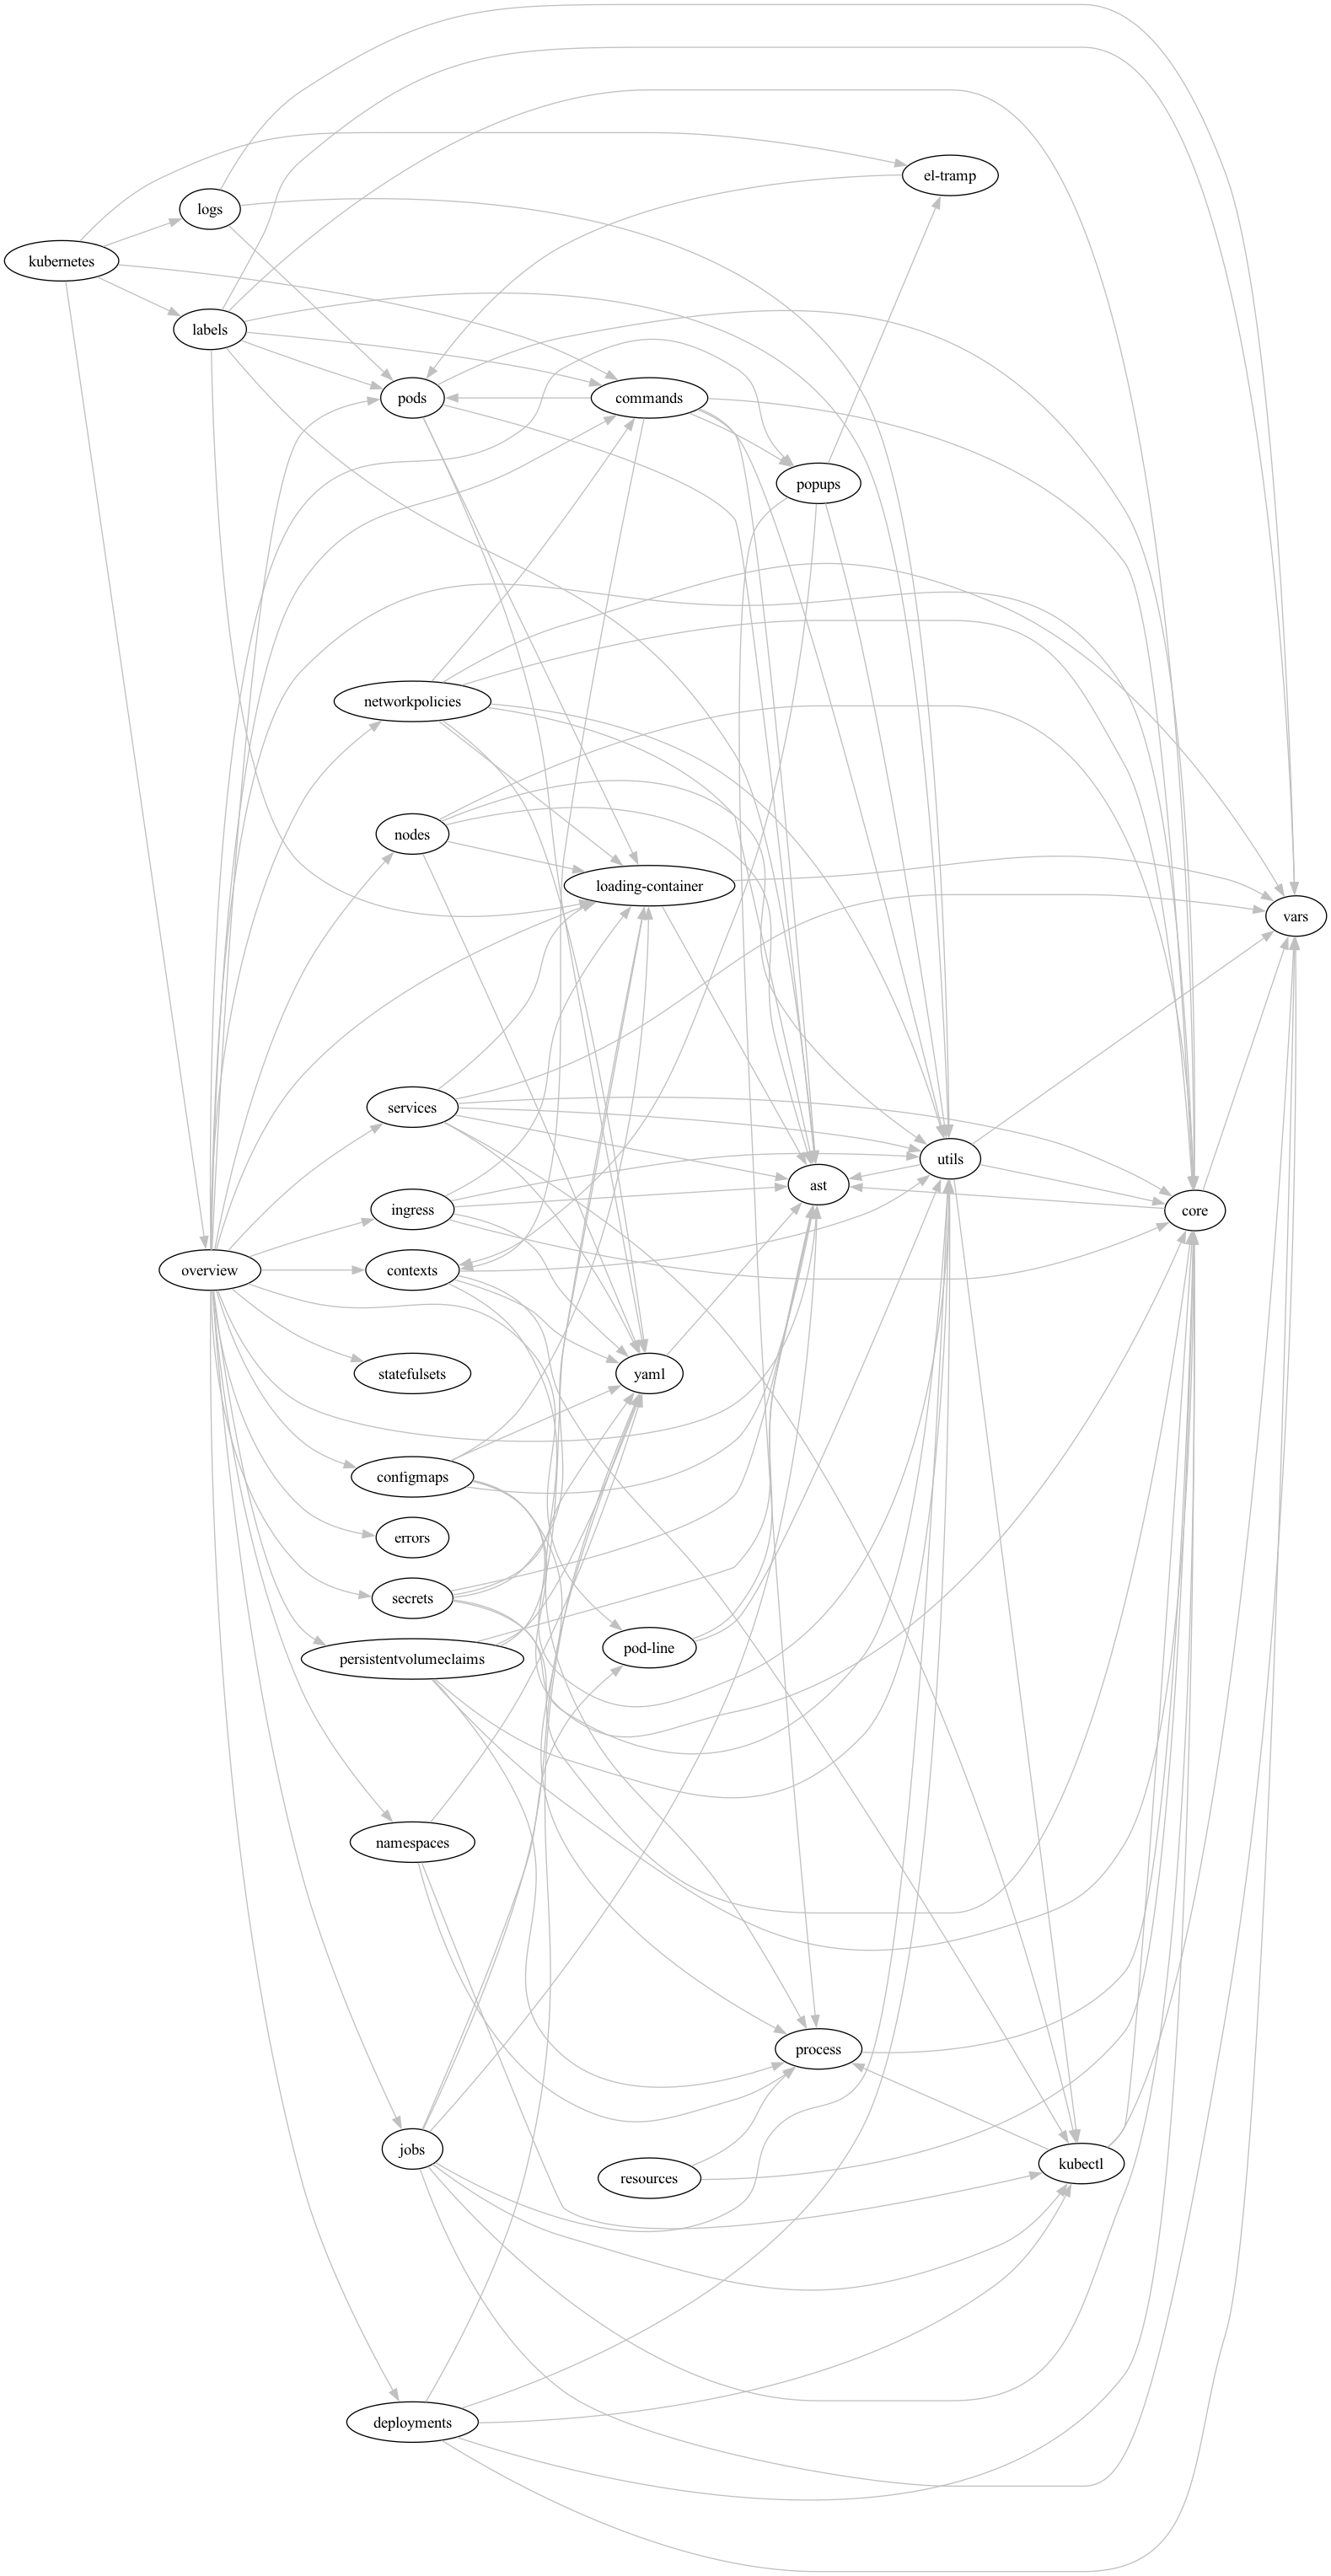 el-tramp
logs
kubernetes
labels
pods
commands
popups
networkpolicies
nodes
loading-container
vars
services
utils
ast
ingress
core
overview
contexts
statefulsets
yaml
configmaps
errors
secrets
pod-line
persistentvolumeclaims
namespaces
process
jobs
kubectl
resources
deployments